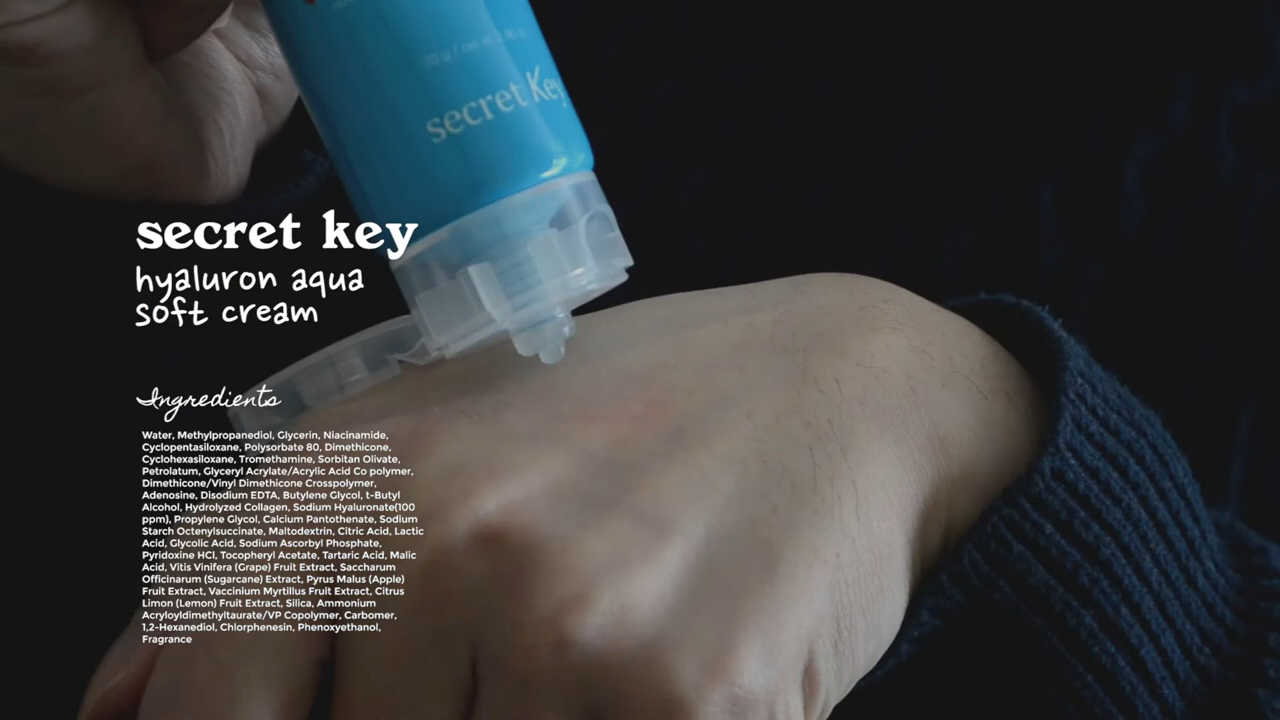 secret Key
secret key
hyaluron aqua
soft cream
Ingredients
Water, Methylpropanediol, Glycerin, Niacinamide,
Cyclopentasiloxane, Polysorbate 80, Dimethicone,
Cyclohexasiloxane, Tromethamine, Sorbitan Olivate,
Petrolatum, Glyceryl Acrylate/Acrylic Acid Co polymer,
Dimethicone/Vinyl Dimethicone Crosspolymer,
Adenosine, Disodium EDTA, Butylene Glycol, t-Butyl
Alcohol, Hydrolyzed Collagen, Sodium Hyaluronate(100
ppm), Propylene Glycol, Calcium Pantothenate, Sodium
Starch Octenylsuccinate, Maltodextrin, Citric Acid, Lactic
Acid, Glycolic Acid, Sodium Ascorbyl Phosphate,
Pyridoxine HCl, Tocopheryl Acetate, Tartaric Acid, Malic
Acid, Vitis Vinifera (Grape) Fruit Extract, Saccharum
Officinarum (Sugarcane) Extract, Pyrus Malus (Apple)
Fruit Extract, Vaccinium Myrtillus Fruit Extract, Citrus
Limon (Lemon) Fruit Extract, Silica, Ammonium
Acryloyldimethyltaurate/VP Copolymer, Carbomer,
1,2-Hexanediol, Chlorphenesin, Phenoxyethanol,
Fragrance